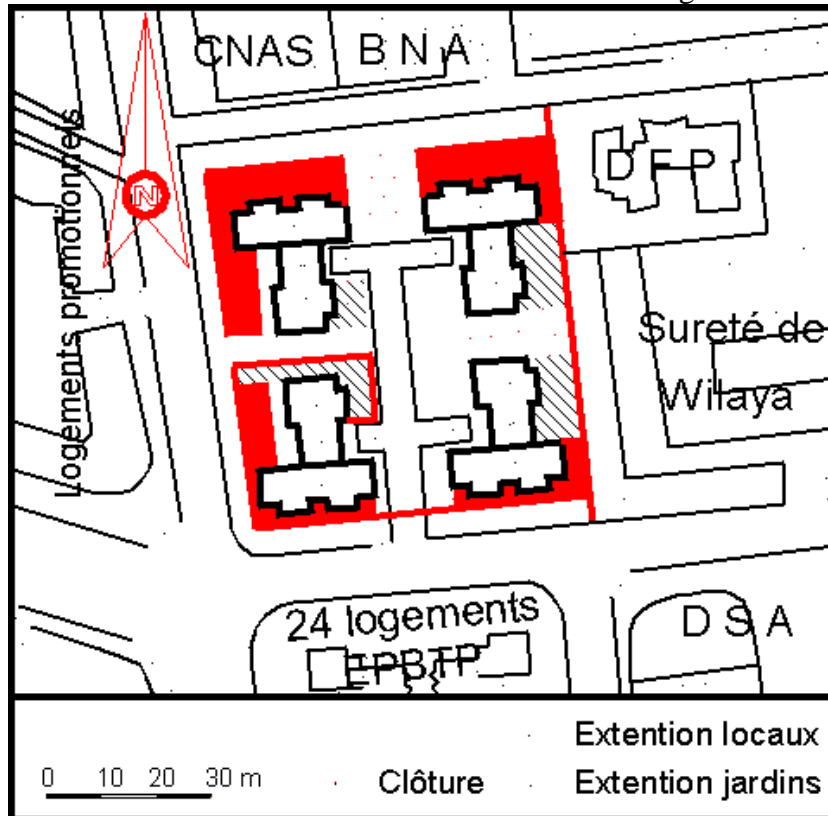 CNAS B N A
Logements promotionnels
N
D E P
Sureté de
Wilaya
24 logements
EPBTP
D S A
Extention locaux
0 10 20 30 m Clôture Extention jardins